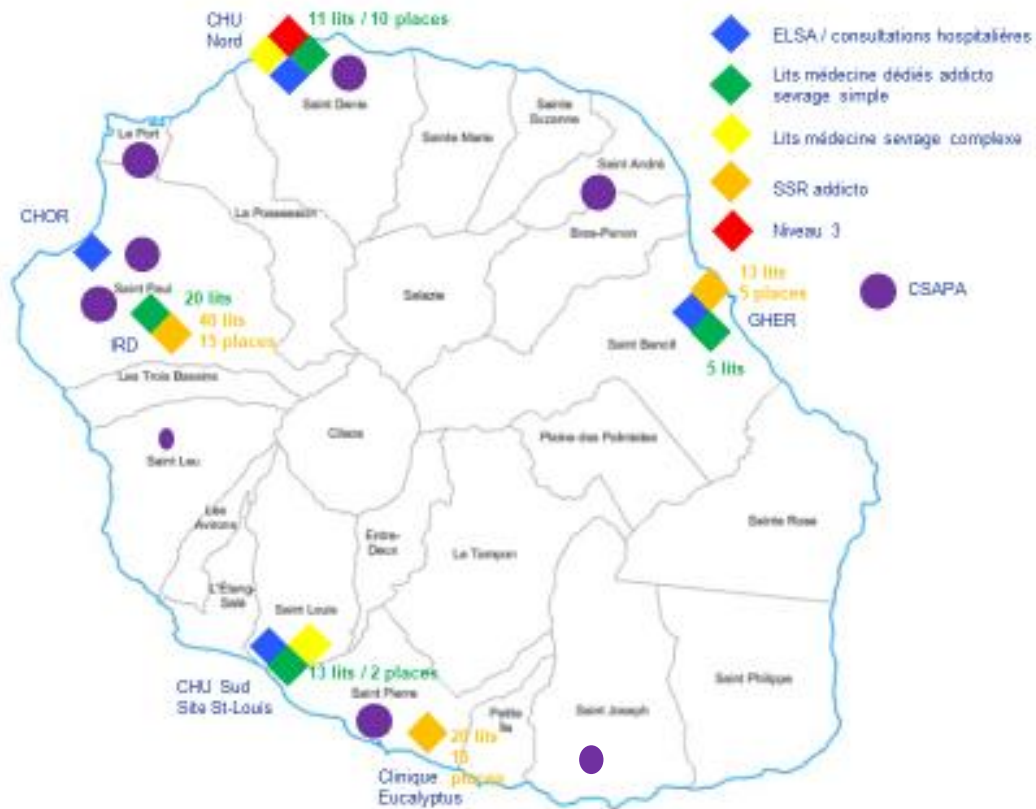 CHU
Nord
11 lits / 10 places
Saint Denis
Sainte Marie
Sainte
Suzanne
Le Port
Saint André
La Possession
Bras-Panon
CHOR
Saint Paul
Salazie
20 lits
40 lits
15 places
IRD
13 lits
5 places
GHER
Saint Benoit
5 lits
Les Trois Bassins
Cilaos
Plaine des Palmistes
Saint Leu
Les
Avirons
Entre-
Deux
Le Tampon
Sainte Rose
L'Étang-
Salé
Saint Louis
13 lits / 2 places
CHU Sud
Site St-Louis
Saint Pierre
Petite
Ile
Saint Joseph
Saint Philippe
20 lits
places
Clinique
Eucalyptus
ELSA / consultations hospitalières
Lits médecine dédiés addicto
sevrage simple
Lits médecine sevrage complexe
SSR addicto
Niveau 3
CSAPA